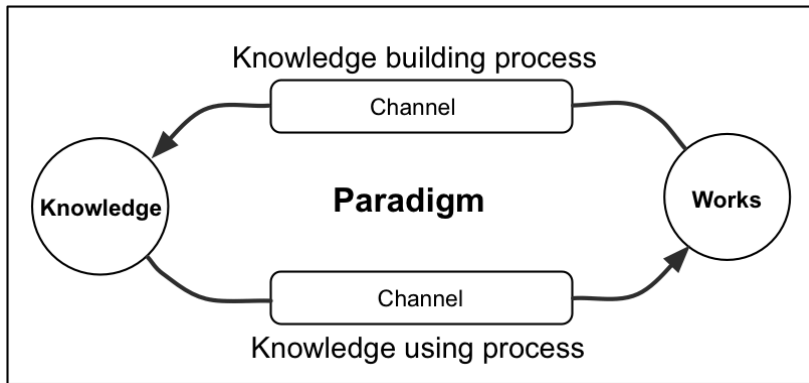 Knowledge building process
Channel
Knowledge
Paradigm
Works
Channel
Knowledge using process